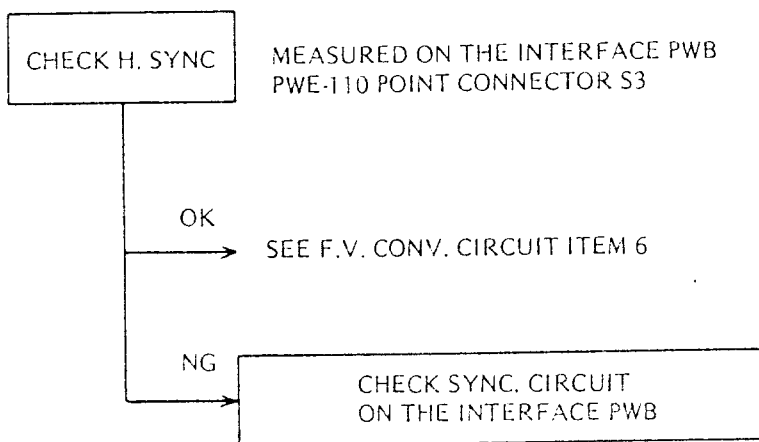 CHECK H. SYNC
MEASURED ON THE INTERFACE PWB
PWE-110 POINT CONNECTOR S3
OK
SEE F.V. CONV. CIRCUIT ITEM 6
NG
CHECK SYNC. CIRCUIT
ON THE INTERFACE PWB